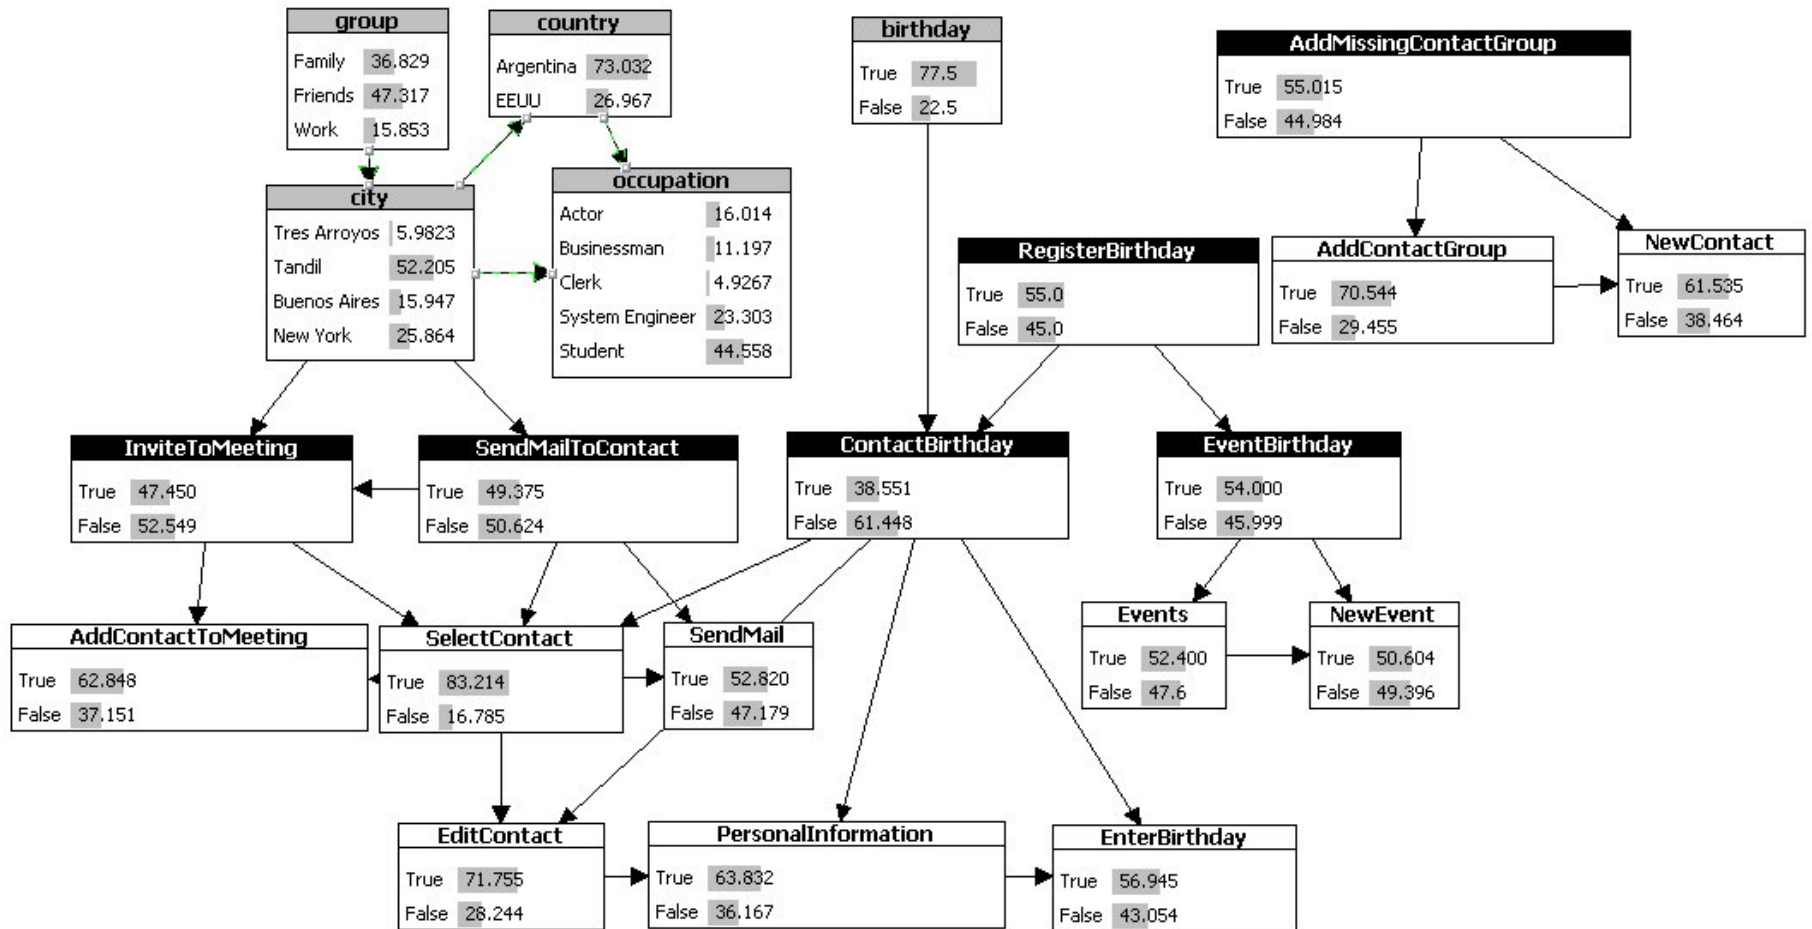 group
Family 36.829
Friends 47.317
Work 15.853
country
Argentina 73.032
EEUU 26.967
birthday
True 77.5
False 22.5
AddMissingContactGroup
True 55.015
False 44.984
city
Tres Arroyos 5.9823
Tandil 52.205
Buenos Aires 15.947
New York 25.864
occupation
Actor 16.014
Businessman 11.197
Clerk 4.9267
System Engineer 23.303
Student 44.558
RegisterBirthday
True 55.0
False 45.0
AddContactGroup
True 70.544
False 29.455
NewContact
True 61.535
False 38.464
InviteToMeeting
True 47.450
False 52.549
SendMailToContact
True 49.375
False 50.624
ContactBirthday
True 38.551
False 61.448
EventBirthday
True 54.000
False 45.999
AddContactToMeeting
True 62.848
False 37.151
SelectContact
True 83.214
False 16.785
SendMail
True 52.820
False 47.179
Events
True 52.400
False 47.6
NewEvent
True 50.604
False 49.396
EditContact
True 71.755
False 28.244
PersonalInformation
True 63.832
False 36.167
EnterBirthday
True 56.945
False 43.054